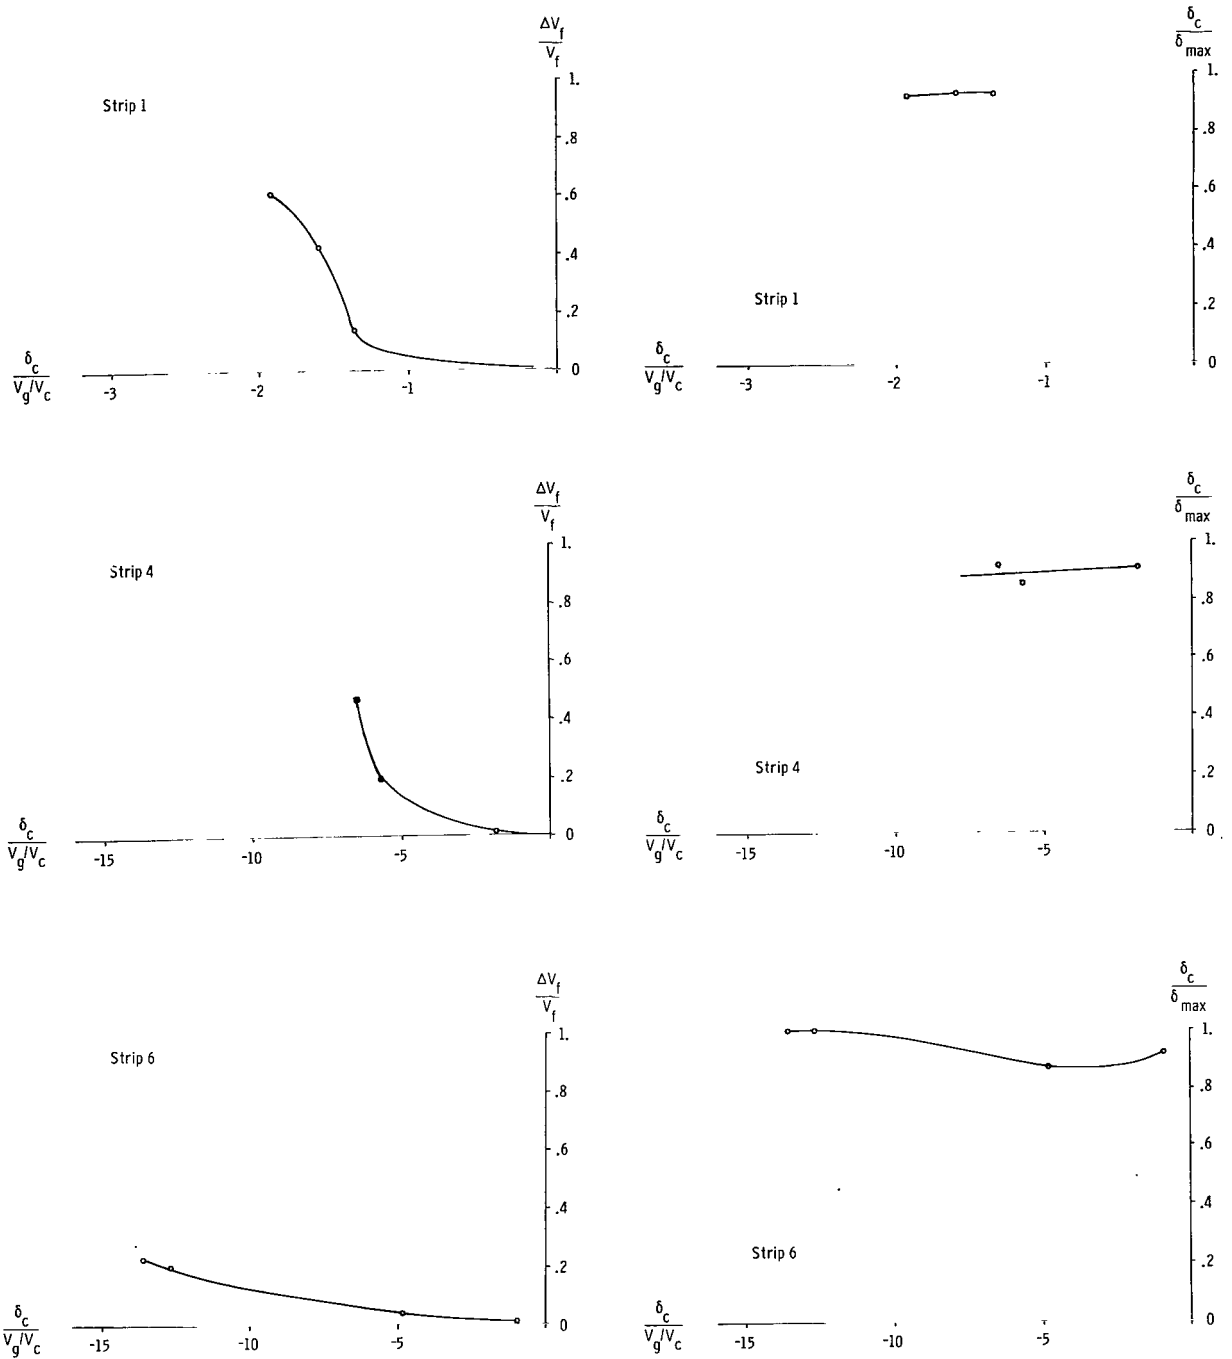 ΔV_f
V_f
1.
Strip 1
.8
.6
.4
.2
0
δ_c
V_g/V_c
-3
-2
-1
δ_c
δ_max
1.
.8
.6
.4
Strip 1
.2
0
δ_c
V_g/V_c
-3
-2
-1
ΔV_f
V_f
1.
Strip 4
.8
.6
.4
.2
0
δ_c
V_g/V_c
-15
-10
-5
δ_c
δ_max
1.
.8
.6
.4
Strip 4
.2
0
δ_c
V_g/V_c
-15
-10
-5
ΔV_f
V_f
1.
Strip 6
.8
.6
.4
.2
0
δ_c
V_g/V_c
-15
-10
-5
δ_c
δ_max
1.
.8
.6
.4
Strip 6
.2
0
δ_c
V_g/V_c
-15
-10
-5